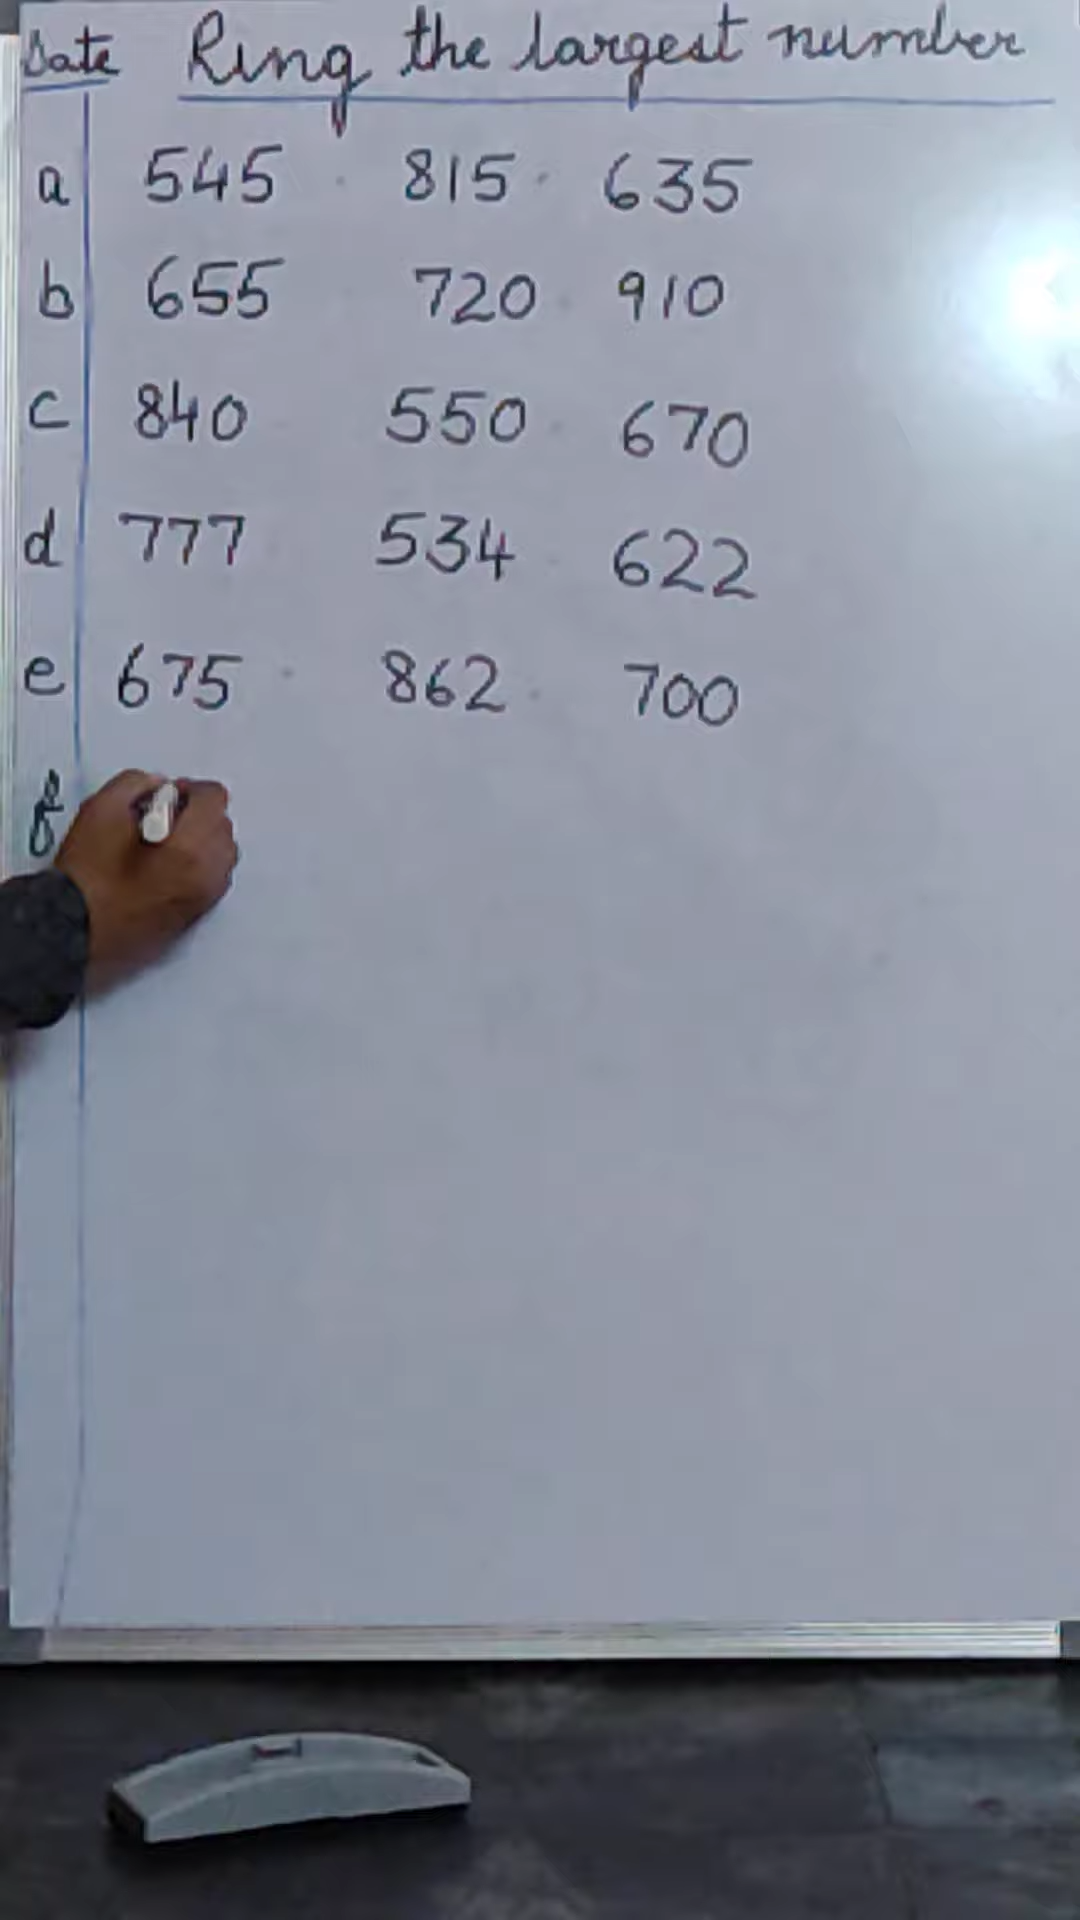 Date Ring the largest number
a 545 815 635
b 655 720 910
c 840 550 670
d 777 534 622
e 675 862 700
f